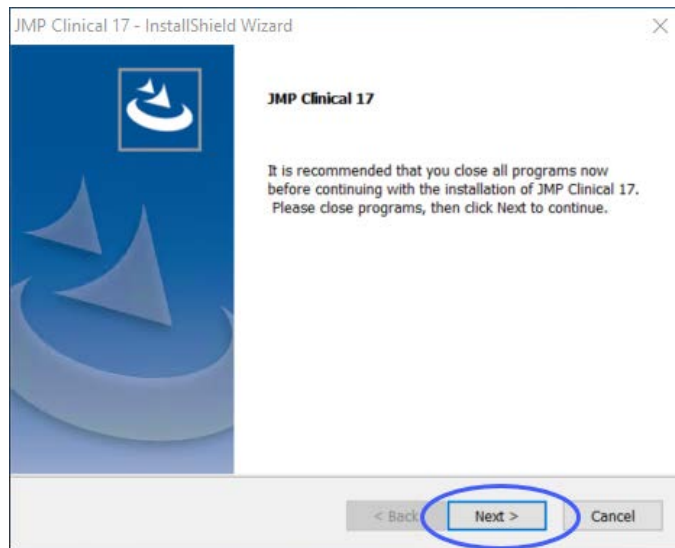 JMP Clinical 17 - InstallShield Wizard
JMP Clinical 17
It is recommended that you close all programs now
before continuing with the installation of JMP Clinical 17.
Please close programs, then click Next to continue.
< Back
Next >
Cancel